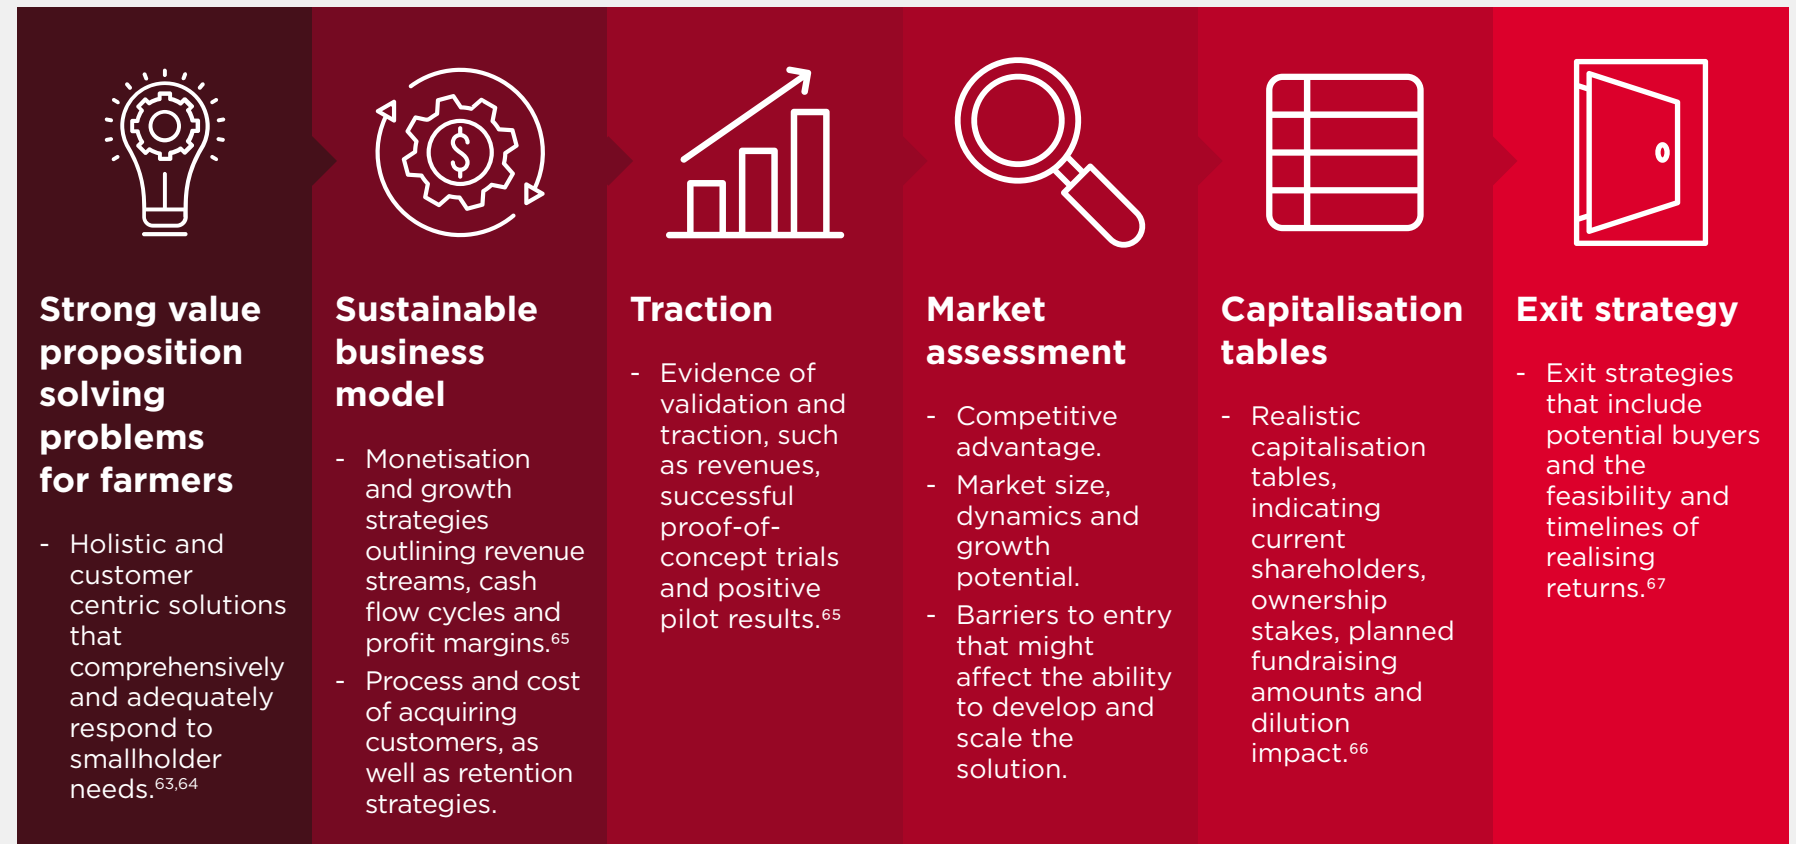 Strong value
proposition
solving
problems
for farmers
- Holistic and
customer
centric solutions
that
comprehensively
and adequately
respond to
smallholder
needs.63,64
Sustainable
business
model
- Monetisation
and growth
strategies
outlining revenue
streams, cash
flow cycles and
profit margins.65
- Process and cost
of acquiring
customers, as
well as retention
strategies.
Traction
- Evidence of
validation and
traction, such
as revenues,
successful
proof-of-
concept trials
and positive
pilot results.65
Market
assessment
- Competitive
advantage.
- Market size,
dynamics and
growth
potential.
- Barriers to entry
that might
affect the ability
to develop and
scale the
solution.
Capitalisation
tables
- Realistic
capitalisation
tables,
indicating
current
shareholders,
ownership
stakes, planned
fundraising
amounts and
dilution
impact.66
Exit strategy
- Exit strategies
that include
potential buyers
and the
feasibility and
timelines of
realising
returns.67
$